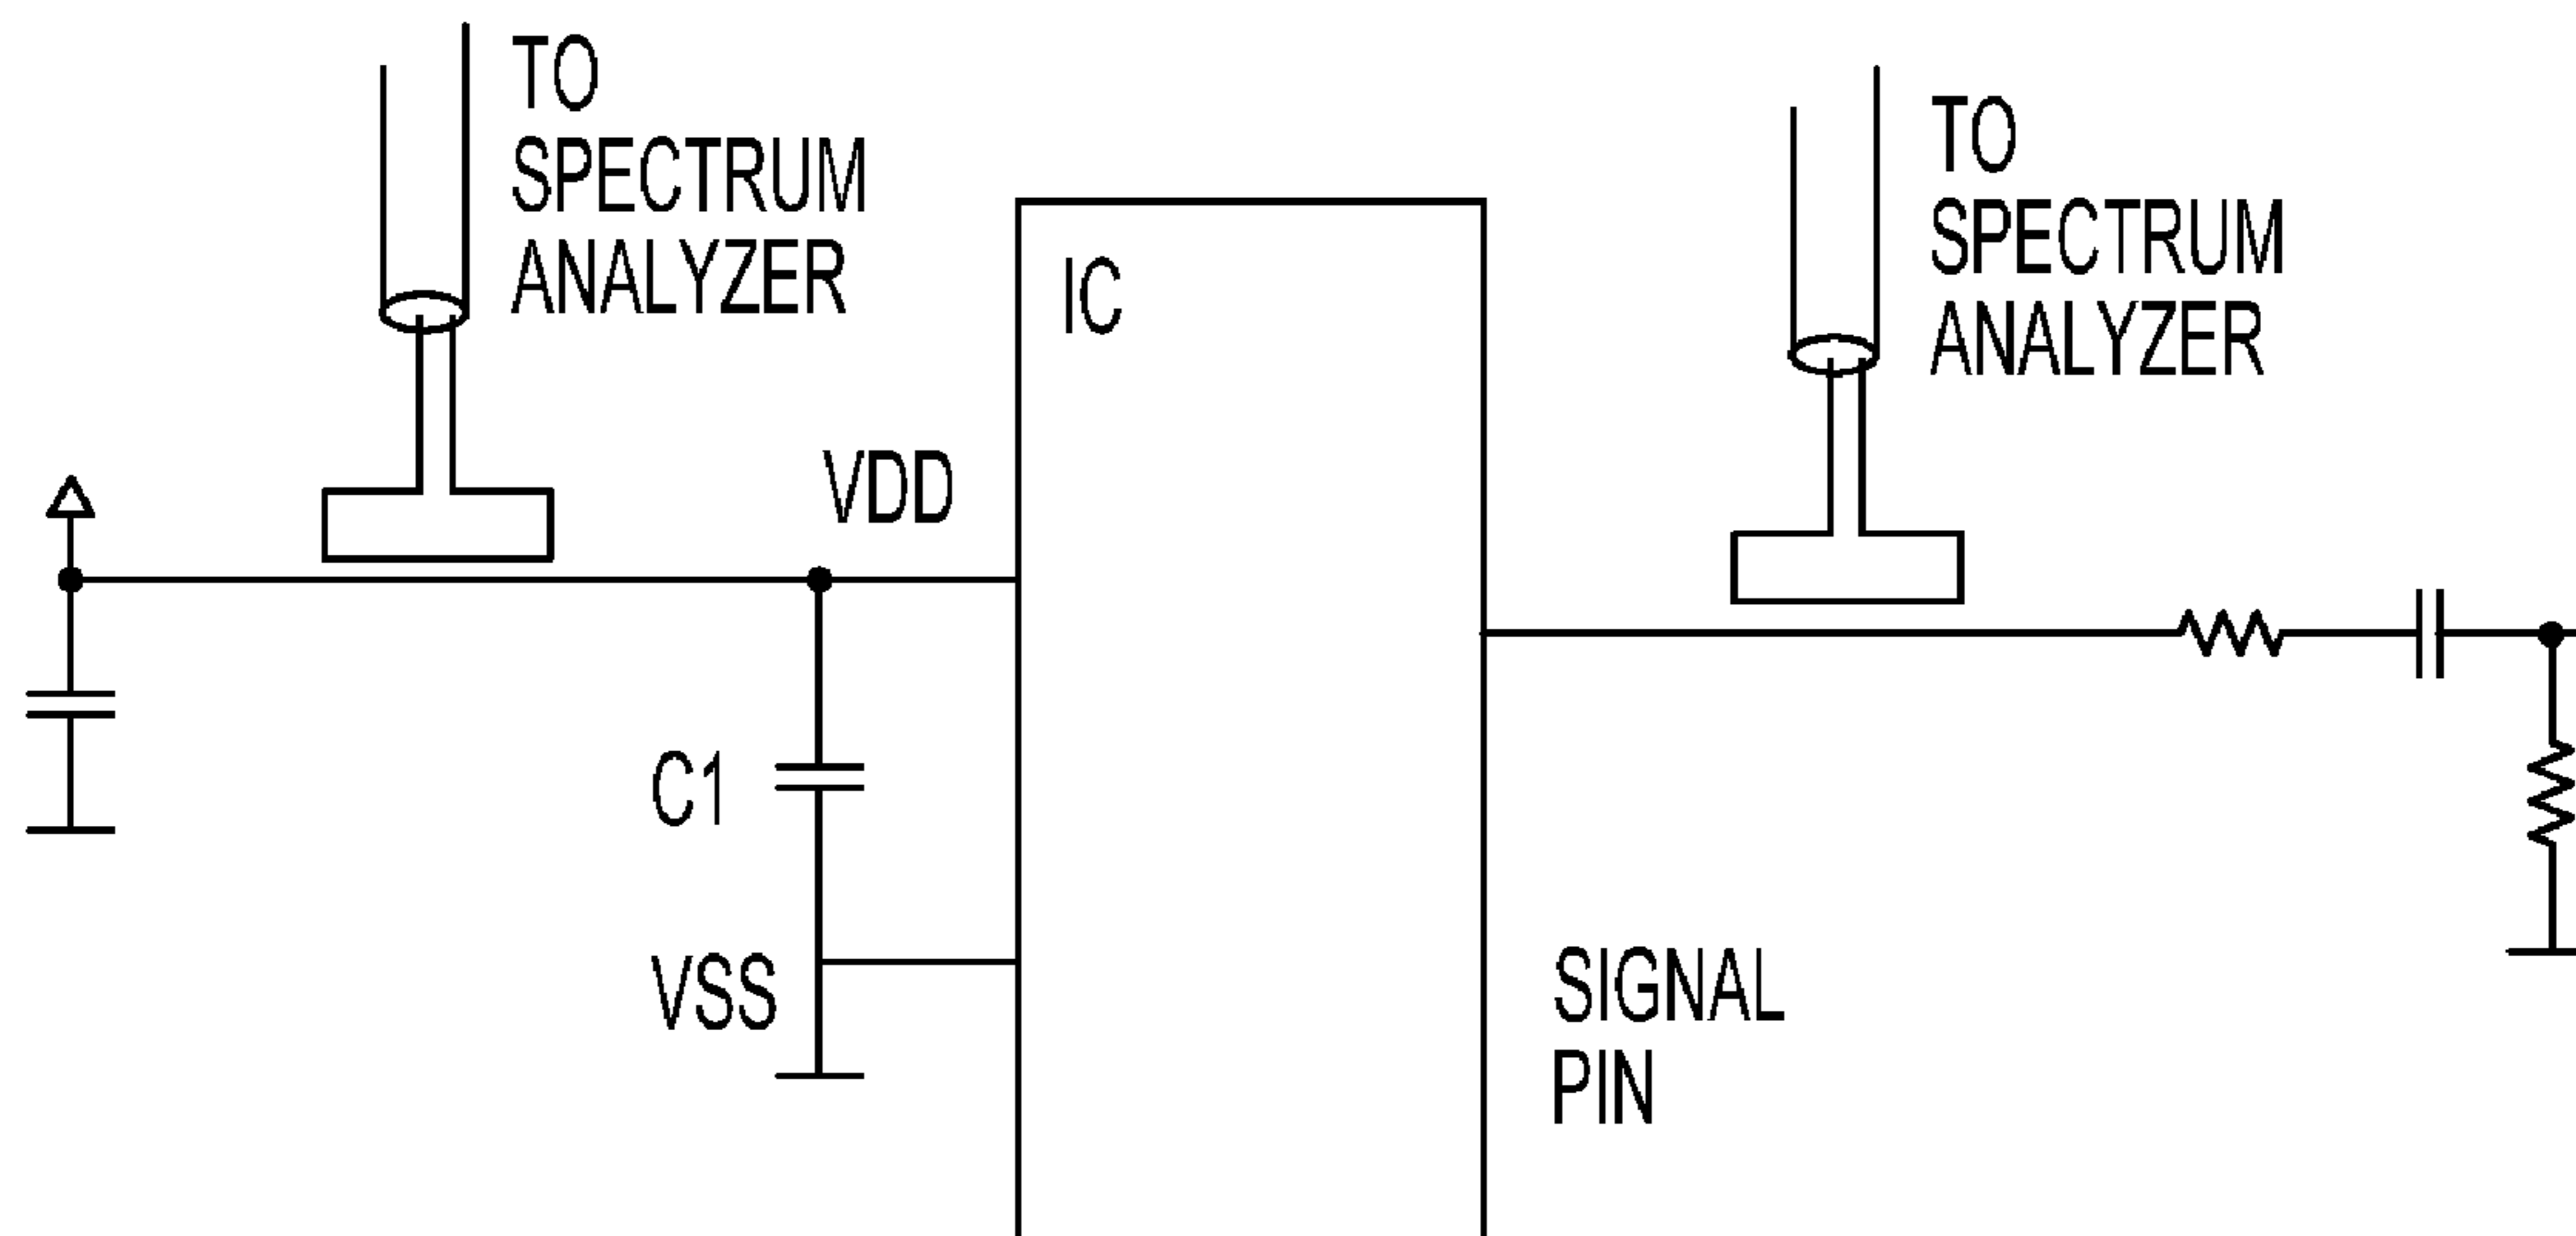 TO
SPECTRUM
ANALYZER
TO
SPECTRUM
ANALYZER
IC
VDD
C1
VSS
SIGNAL
PIN